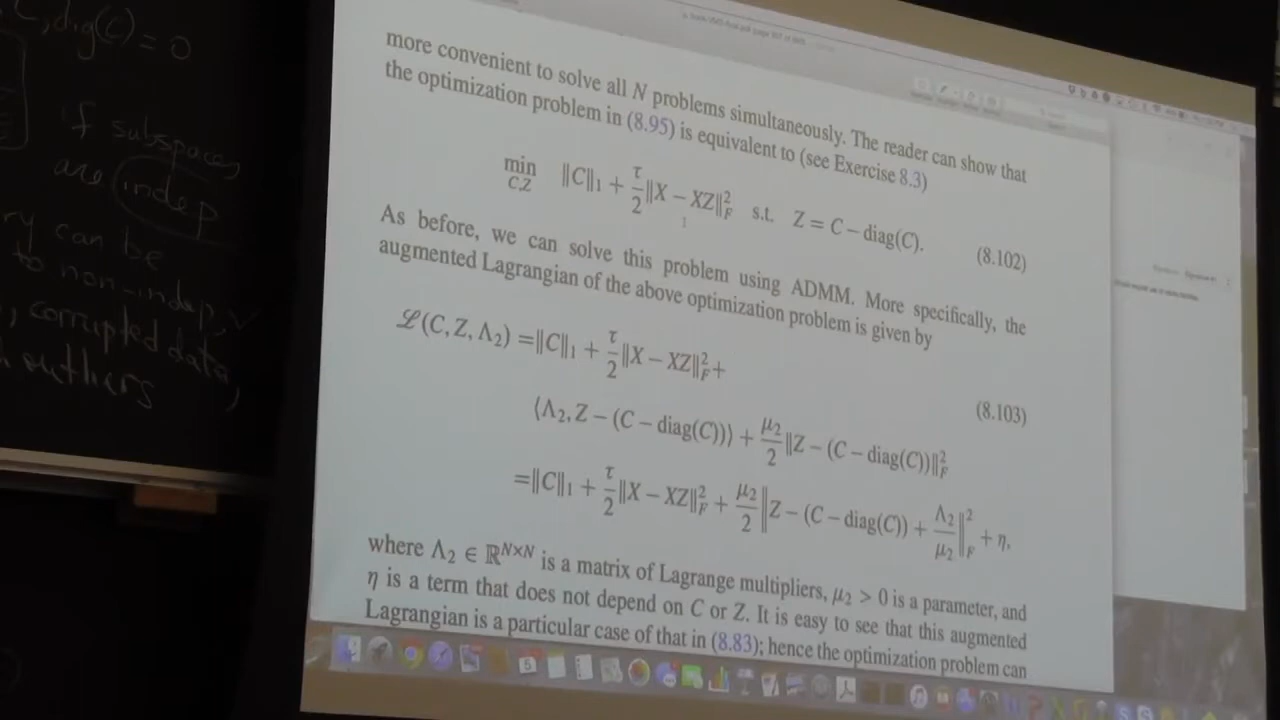 C, diag(C) = 0
if subspaces
are indep
ry can be
to non-indep,
, corrupted data,
outliers
more convenient to solve all N problems simultaneously. The reader can show that
the optimization problem in (8.95) is equivalent to (see Exercise 8.3)
min_{C,Z} ‖C‖₁ + τ/2 ‖X − XZ‖²_F s.t. Z = C − diag(C). (8.102)
As before, we can solve this problem using ADMM. More specifically, the
augmented Lagrangian of the above optimization problem is given by
ℒ(C, Z, Λ₂) = ‖C‖₁ + τ/2 ‖X − XZ‖²_F +
⟨Λ₂, Z − (C − diag(C))⟩ + μ₂/2 ‖Z − (C − diag(C))‖²_F (8.103)
= ‖C‖₁ + τ/2 ‖X − XZ‖²_F + μ₂/2 ‖Z − (C − diag(C)) + Λ₂/μ₂‖²_F + η,
where Λ₂ ∈ ℝ^{N×N} is a matrix of Lagrange multipliers, μ₂ > 0 is a parameter, and
η is a term that does not depend on C or Z. It is easy to see that this augmented
Lagrangian is a particular case of that in (8.83); hence the optimization problem can